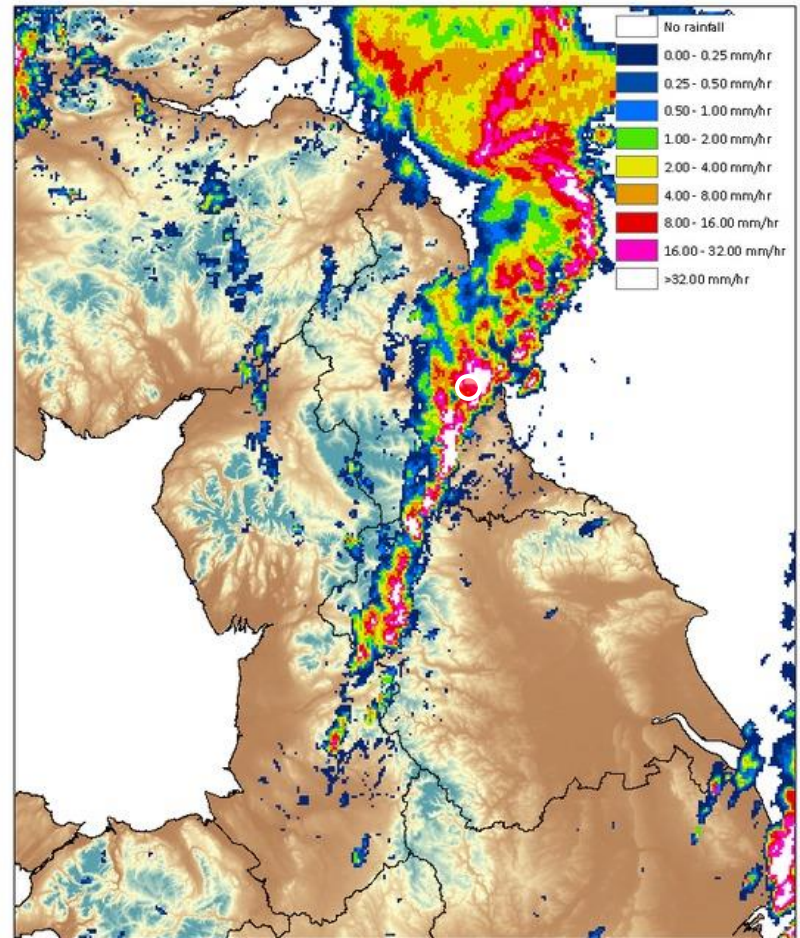 No rainfall
0.00 - 0.25 mm/hr
0.25 - 0.50 mm/hr
0.50 - 1.00 mm/hr
1.00 - 2.00 mm/hr
2.00 - 4.00 mm/hr
4.00 - 8.00 mm/hr
8.00 - 16.00 mm/hr
16.00 - 32.00 mm/hr
>32.00 mm/hr